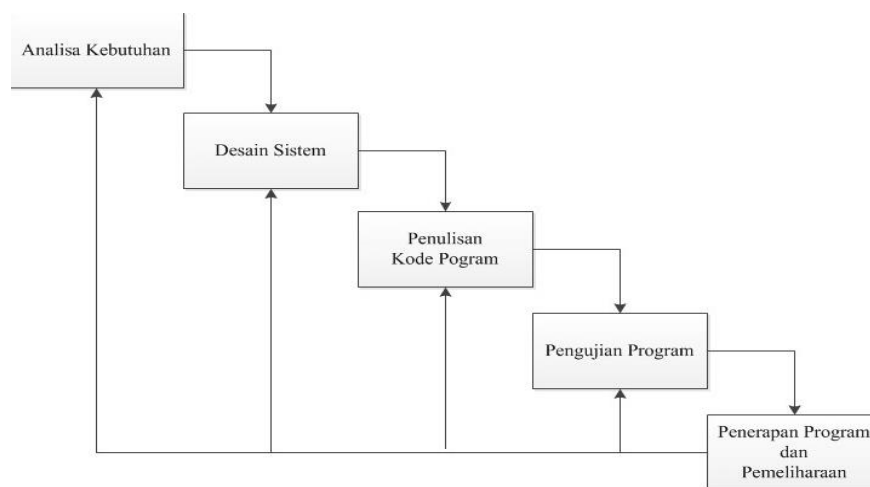 Analisa Kebutuhan
Desain Sistem
Penulisan
Kode Pogram
Pengujian Program
Penerapan Program
dan
Pemeliharaan